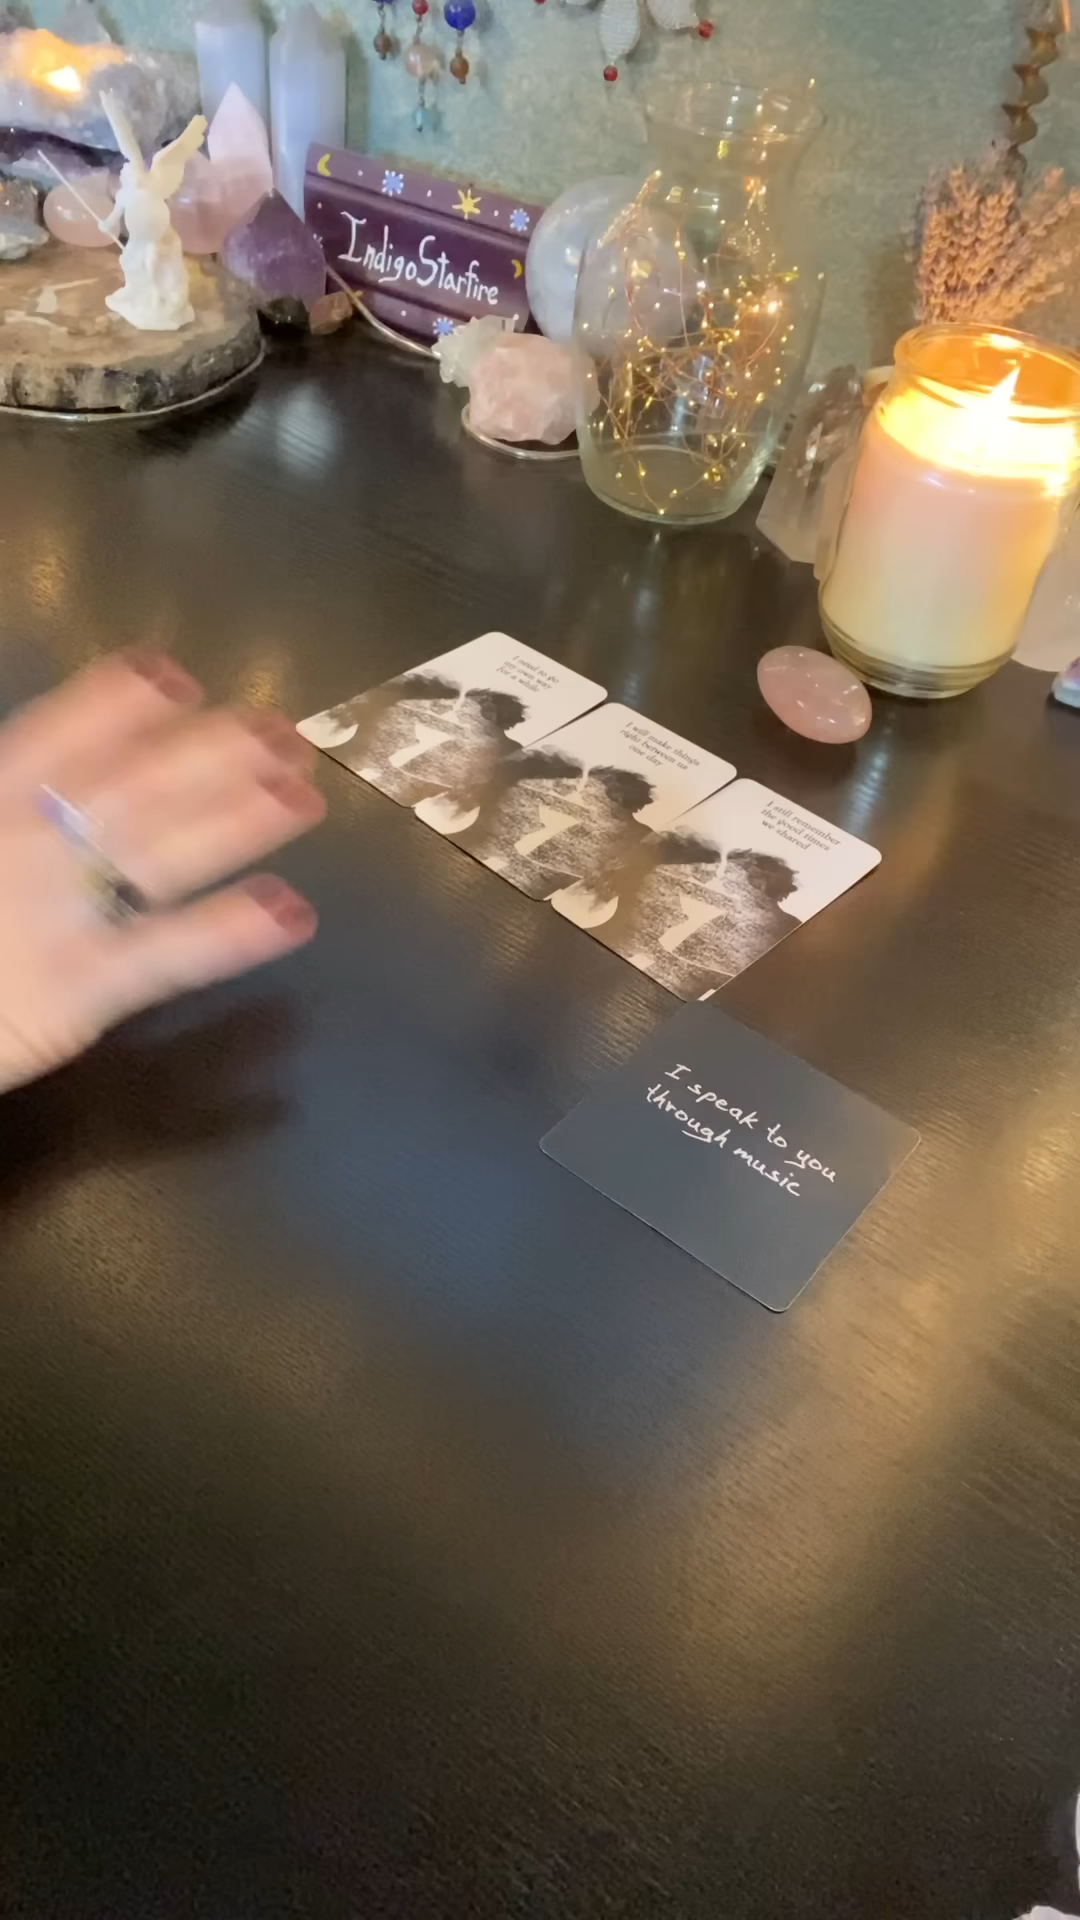 IndigoStarfire
I need to go
my own way
for a while
I will make things
right between us
one day
I still remember
the good times
we shared
I speak to you
through music